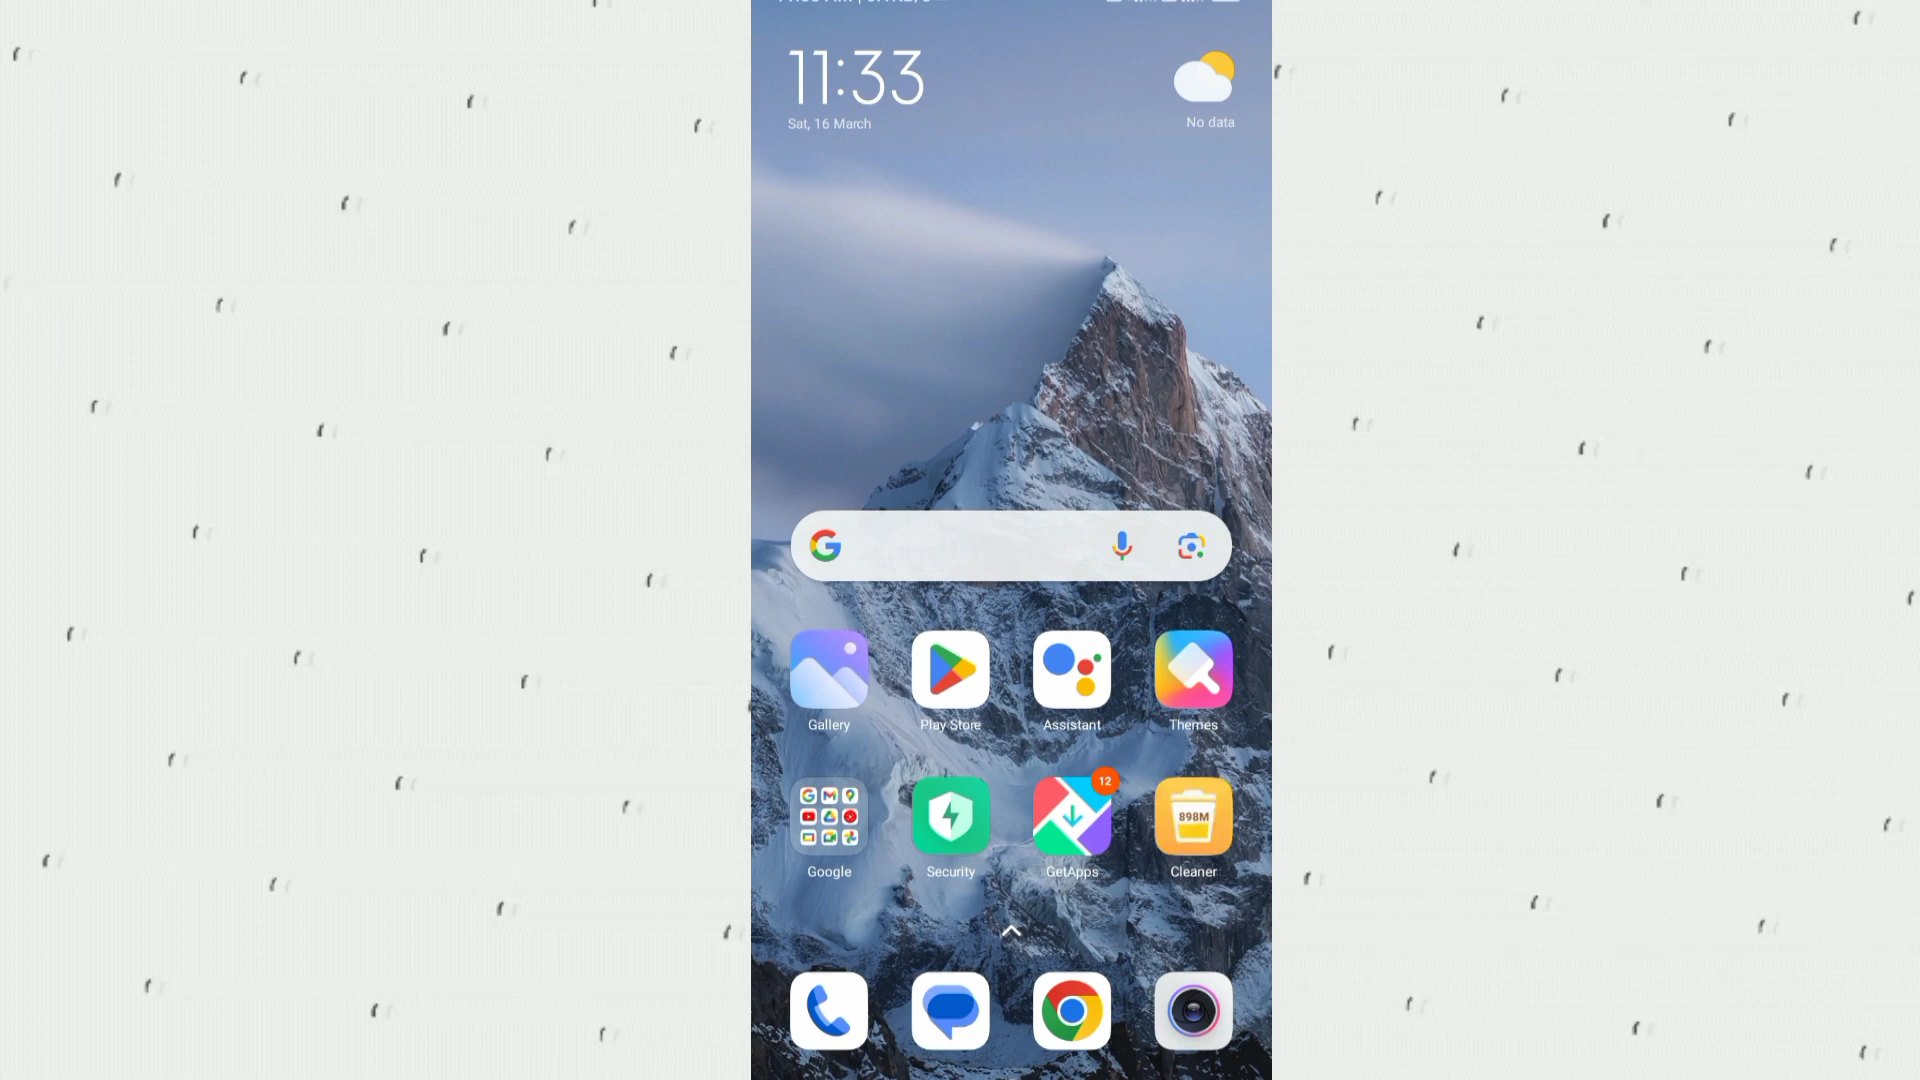 11:33
Sat, 16 March
No data
Gallery
Play Store
Assistant
Themes
12
898M
Google
Security
GetApps
Cleaner